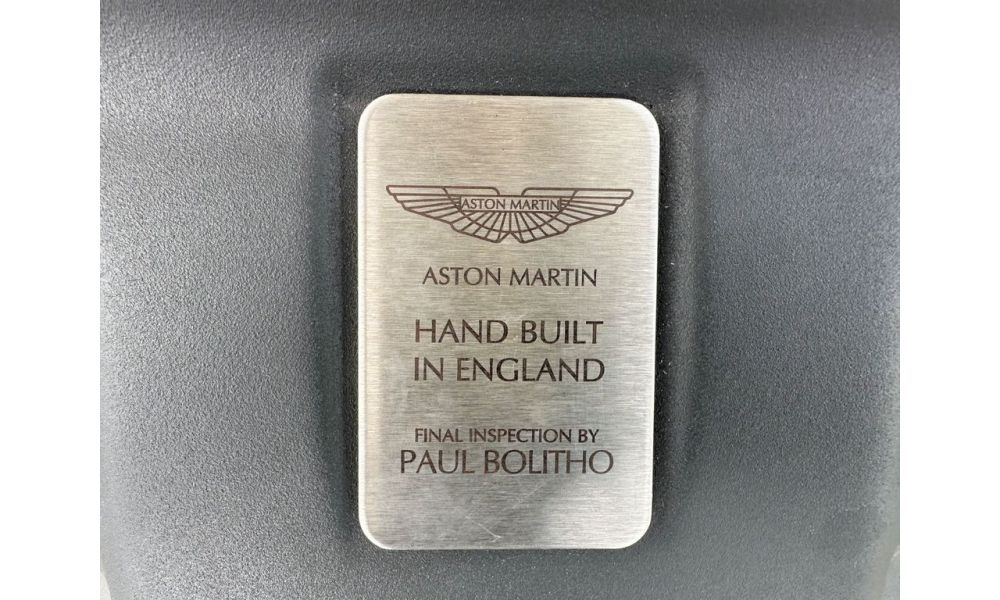 ASTON MARTIN
ASTON MARTIN
HAND BUILT
IN ENGLAND
FINAL INSPECTION BY
PAUL BOLITHO